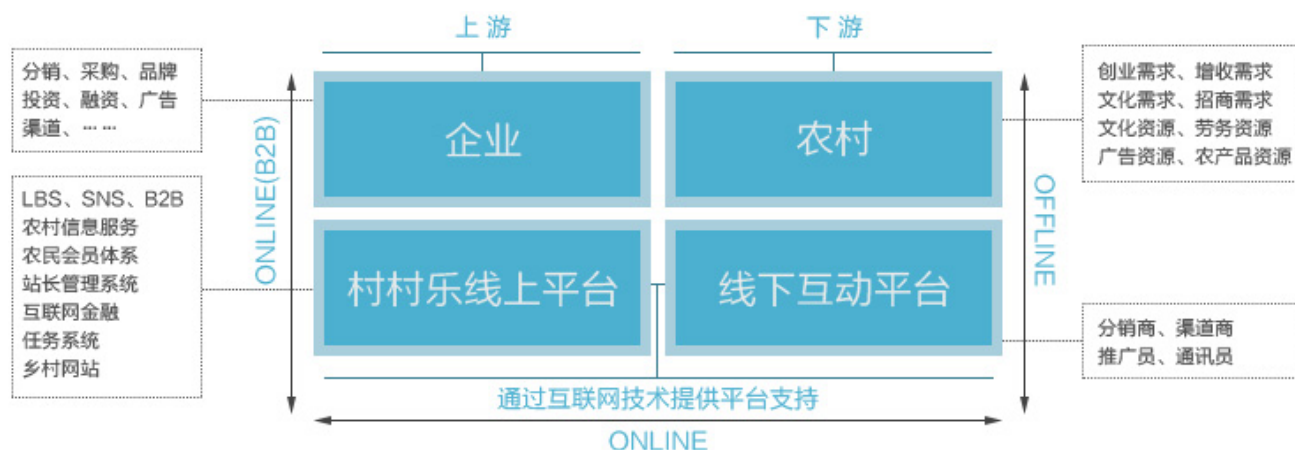 上游
下游
分销、采购、品牌
投资、融资、广告
渠道、… …
ONLINE(B2B)
企业
农村
创业需求、增收需求
文化需求、招商需求
文化资源、劳务资源
广告资源、农产品资源
OFFLINE
LBS、SNS、B2B
农村信息服务
农民会员体系
站长管理系统
互联网金融
任务系统
乡村网站
村村乐线上平台
线下互动平台
分销商、渠道商
推广员、通讯员
通过互联网技术提供平台支持
ONLINE